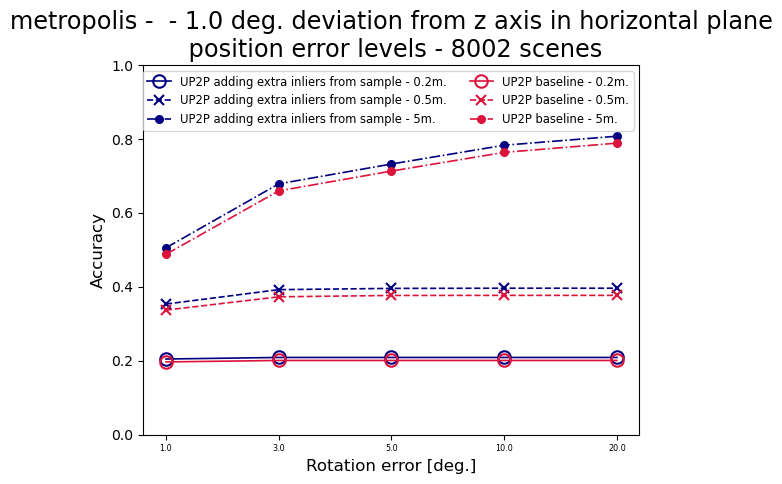 metropolis -  - 1.0 deg. deviation from z axis in horizontal plane
position error levels - 8002 scenes
UP2P adding extra inliers from sample - 0.2m.
UP2P adding extra inliers from sample - 0.5m.
UP2P adding extra inliers from sample - 5m.
UP2P baseline - 0.2m.
UP2P baseline - 0.5m.
UP2P baseline - 5m.
Accuracy
1.0
0.8
0.6
0.4
0.2
0.0
1.0 3.0 5.0 10.0 20.0
Rotation error [deg.]